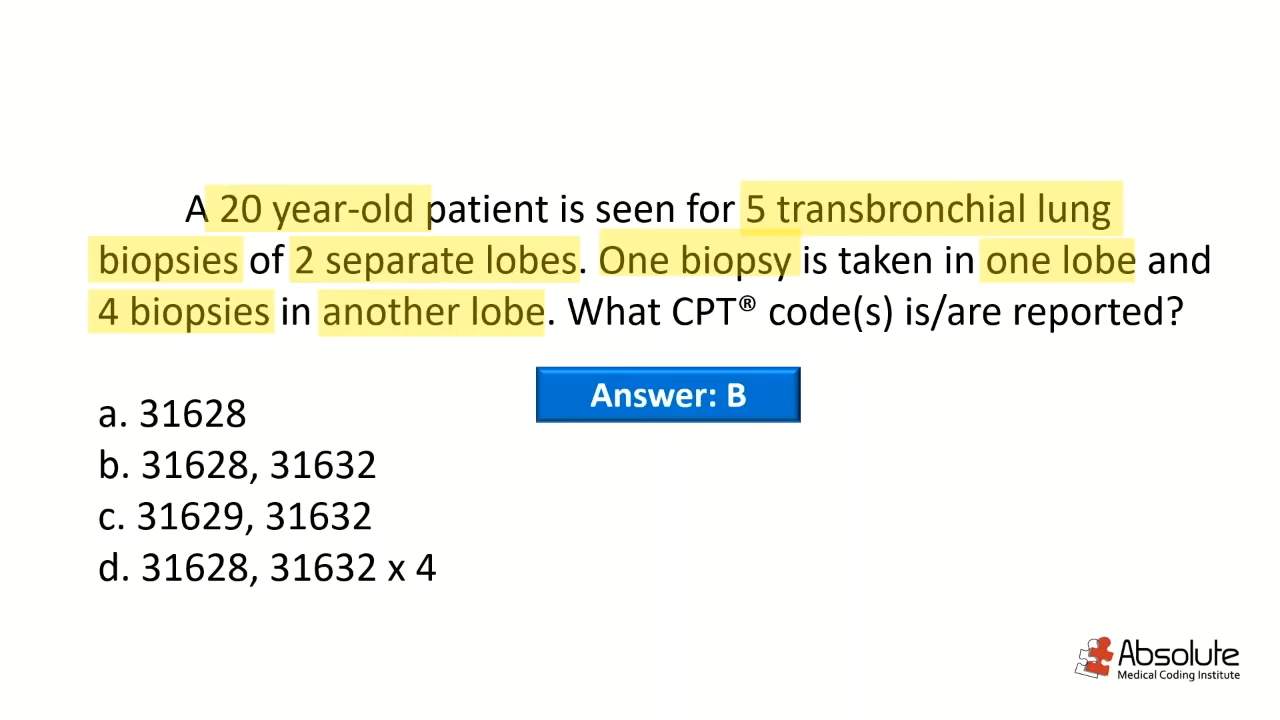 A 20 year-old patient is seen for 5 transbronchial lung
biopsies of 2 separate lobes. One biopsy is taken in one lobe and
4 biopsies in another lobe. What CPT® code(s) is/are reported?
Answer: B
a. 31628
b. 31628, 31632
c. 31629, 31632
d. 31628, 31632 x 4
Absolute
Medical Coding Institute